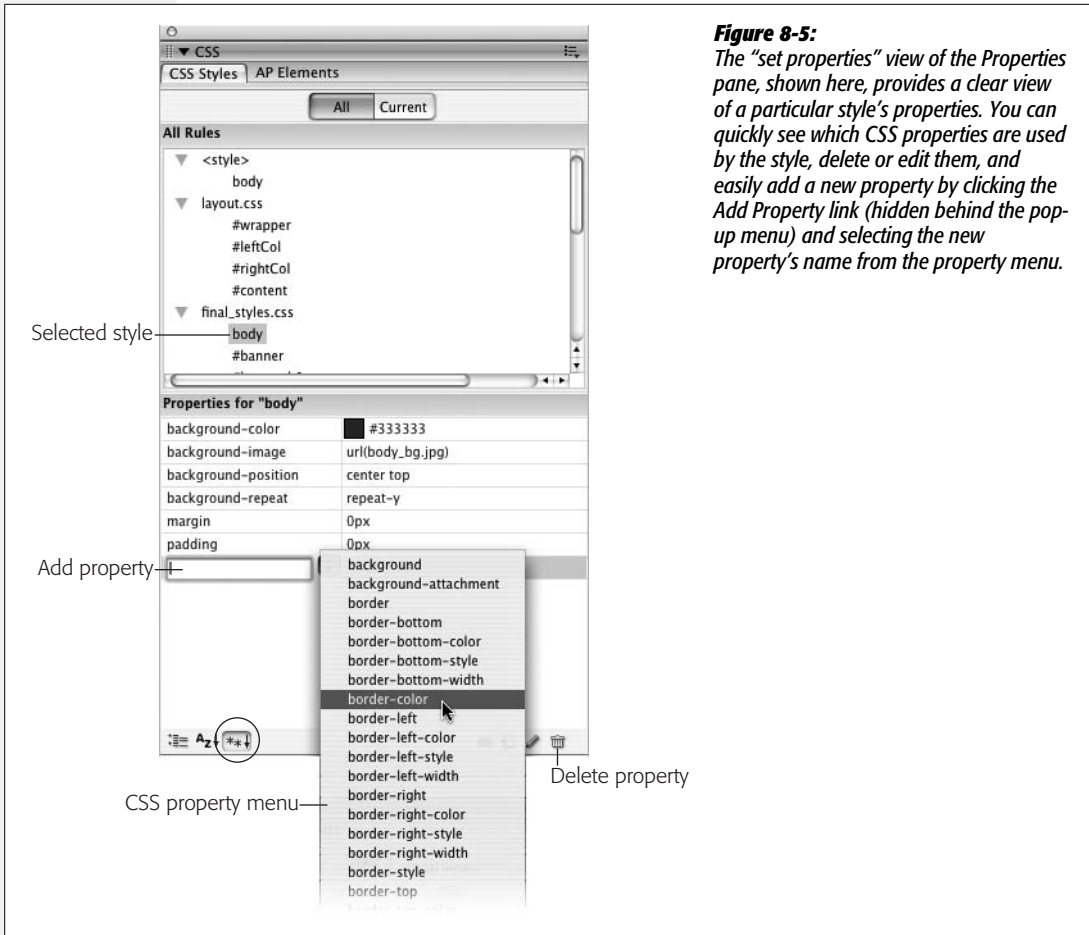 CSS
CSS Styles AP Elements
All Current
All Rules
<style>
body
layout.css
#wrapper
#leftCol
#rightCol
#content
final_styles.css
Selected style
body
#banner
Properties for "body"
background-color #333333
background-image url(body_bg.jpg)
background-position center top
background-repeat repeat-y
margin 0px
padding 0px
Add property
background
background-attachment
border
border-bottom
border-bottom-color
border-bottom-style
border-bottom-width
border-color
border-left
border-left-color
border-left-style
border-left-width
border-right
border-right-color
border-right-style
border-right-width
border-style
border-top
Az
**
Delete property
CSS property menu
Figure 8-5:
The “set properties” view of the Properties
pane, shown here, provides a clear view
of a particular style’s properties. You can
quickly see which CSS properties are used
by the style, delete or edit them, and
easily add a new property by clicking the
Add Property link (hidden behind the pop-
up menu) and selecting the new
property’s name from the property menu.